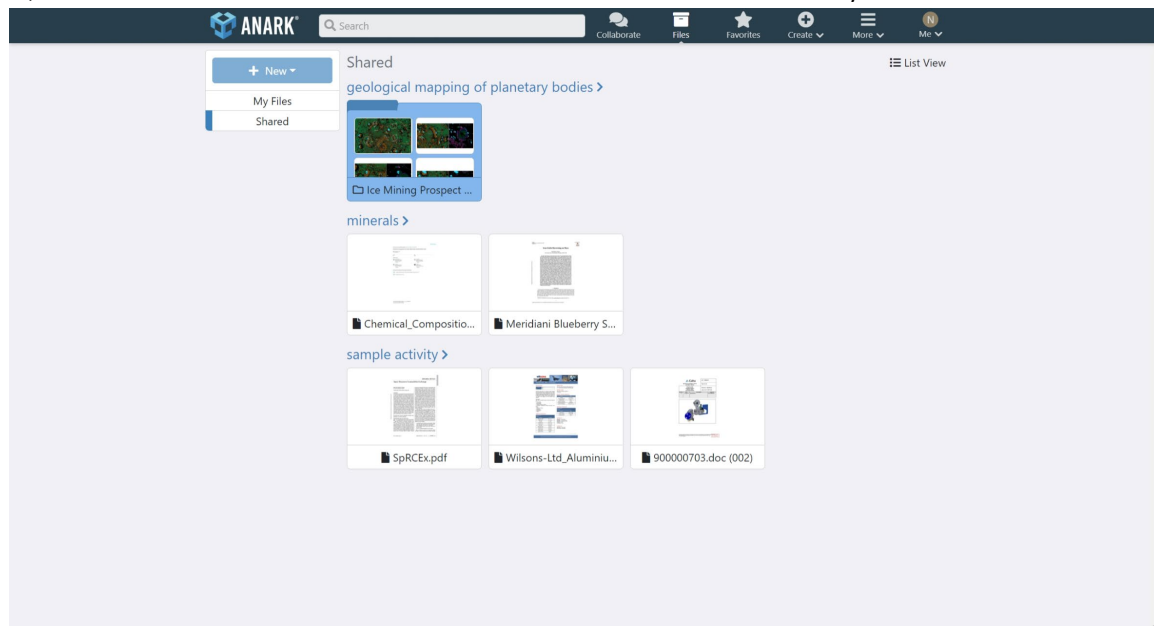 ANARK®
Search
Collaborate
Files
Favorites
Create
More
N
Me
+ New
My Files
Shared
Shared
List View
geological mapping of planetary bodies >
Ice Mining Prospect ...
minerals >
Chemical_Compositio...
Meridiani Blueberry S...
sample activity >
SpRCEx.pdf
Wilsons-Ltd_Aluminiu...
900000703.doc (002)